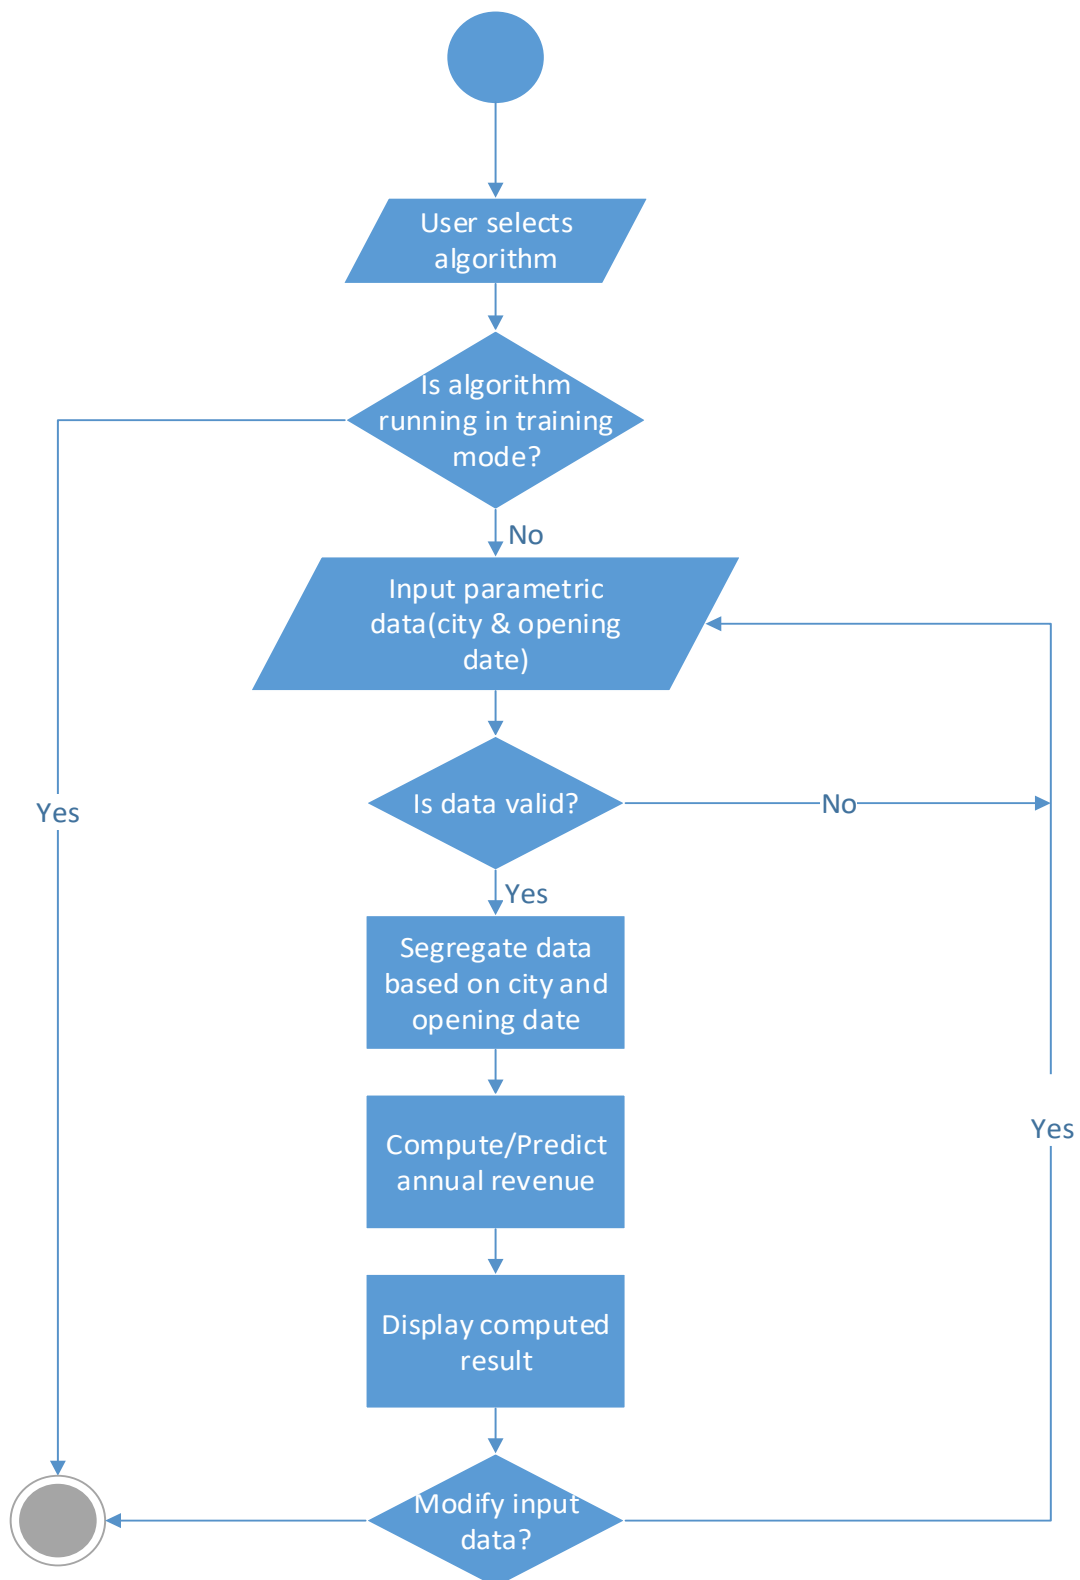 User selects
algorithm
Is algorithm
running in training
mode?
No
Input parametric
data(city & opening
date)
Is data valid?
No
Yes
Yes
Segregate data
based on city and
opening date
Compute/Predict
annual revenue
Yes
Display computed
result
Modify input
data?